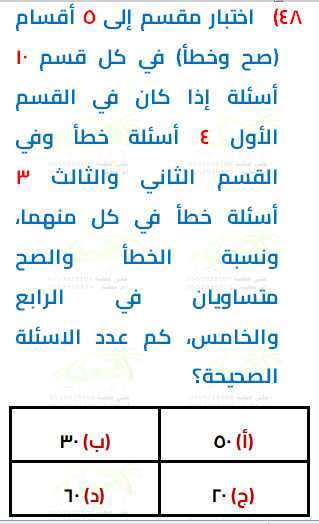 ٤٨) اختبار مقسم إلى ٥ أقسام
(صح وخطأ) في كل قسم ١٠
أسئلة إذا كان في القسم
الأول ٤ أسئلة خطأ وفي
القسم الثاني والثالث ٣
أسئلة خطأ في كل منهما،
ونسبة الخطأ والصح
متساويان في الرابع
والخامس، كم عدد الاسئلة
الصحيحة؟
(أ) ٥٠ (ب) ٣٠
(ج) ٢٠ (د) ٦٠